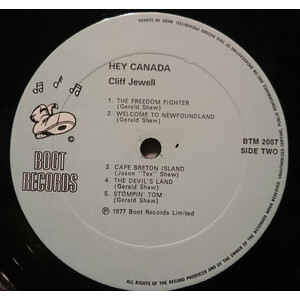 HEY CANADA
Cliff Jewell
1. THE FREEDOM FIGHTER
(Gerald Shaw)
2. WELCOME TO NEWFOUNDLAND
(Gerald Shaw)
BTM 2007
SIDE TWO
BOOT
RECORDS
3. CAPE BRETON ISLAND
(Jason "Tex" Shaw)
4. THE DEVIL'S LAND
(Gerald Shaw)
5. STOMPIN' TOM
(Gerald Shaw)
Ⓟ 1977 Boot Records Limited
ALL RIGHTS OF THE RECORD PRODUCER AND OF THE OWNER OF THE RECORDED WORK RESERVED.